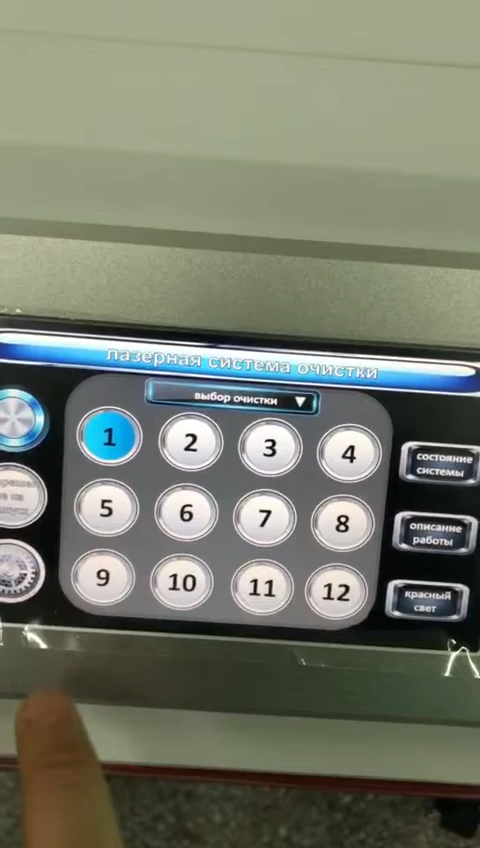 лазерная система очистки
выбор очистки
1 2 3 4
5 6 7 8
9 10 11 12
состояние
системы
описание
работы
красный
свет